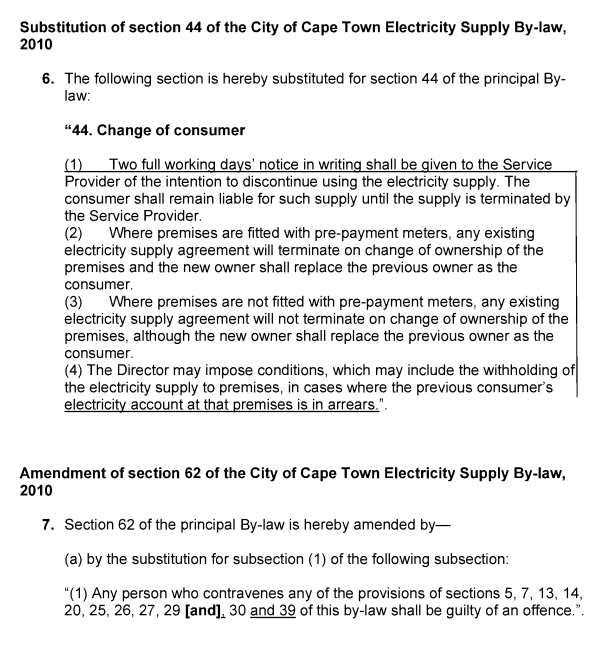 Substitution of section 44 of the City of Cape Town Electricity Supply By-law,
2010
6. The following section is hereby substituted for section 44 of the principal By-
law:
“44. Change of consumer
(1) Two full working days’ notice in writing shall be given to the Service
Provider of the intention to discontinue using the electricity supply. The
consumer shall remain liable for such supply until the supply is terminated by
the Service Provider.
(2) Where premises are fitted with pre-payment meters, any existing
electricity supply agreement will terminate on change of ownership of the
premises and the new owner shall replace the previous owner as the
consumer.
(3) Where premises are not fitted with pre-payment meters, any existing
electricity supply agreement will not terminate on change of ownership of the
premises, although the new owner shall replace the previous owner as the
consumer.
(4) The Director may impose conditions, which may include the withholding of
the electricity supply to premises, in cases where the previous consumer’s
electricity account at that premises is in arrears.”.
Amendment of section 62 of the City of Cape Town Electricity Supply By-law,
2010
7. Section 62 of the principal By-law is hereby amended by—
(a) by the substitution for subsection (1) of the following subsection:
“(1) Any person who contravenes any of the provisions of sections 5, 7, 13, 14,
20, 25, 26, 27, 29 [and], 30 and 39 of this by-law shall be guilty of an offence.”.